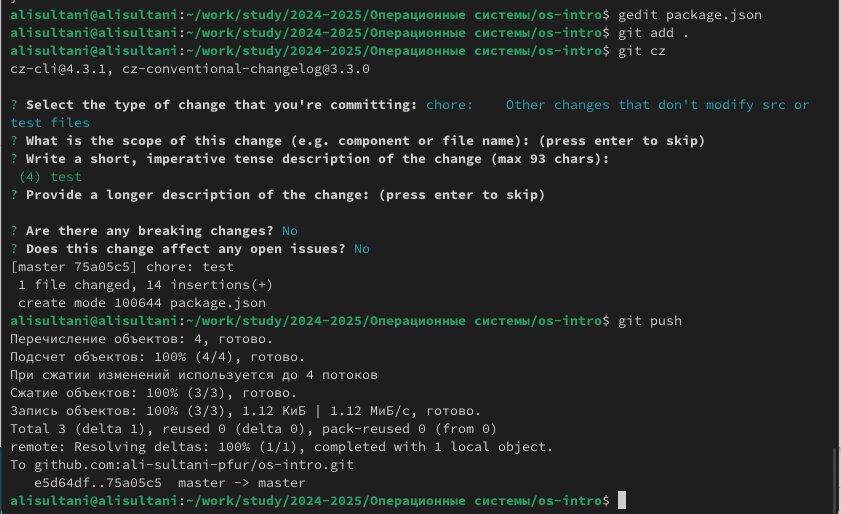 alisultani@alisultani:~/work/study/2024-2025/Операционные системы/os-intro$ gedit package.json
alisultani@alisultani:~/work/study/2024-2025/Операционные системы/os-intro$ git add .
alisultani@alisultani:~/work/study/2024-2025/Операционные системы/os-intro$ git cz
cz-cli@4.3.1, cz-conventional-changelog@3.3.0

? Select the type of change that you're committing: chore:    Other changes that don't modify src or
test files
? What is the scope of this change (e.g. component or file name): (press enter to skip)
? Write a short, imperative tense description of the change (max 93 chars):
 (4) test
? Provide a longer description of the change: (press enter to skip)

? Are there any breaking changes? No
? Does this change affect any open issues? No
[master 75a05c5] chore: test
 1 file changed, 14 insertions(+)
 create mode 100644 package.json
alisultani@alisultani:~/work/study/2024-2025/Операционные системы/os-intro$ git push
Перечисление объектов: 4, готово.
Подсчет объектов: 100% (4/4), готово.
При сжатии изменений используется до 4 потоков
Сжатие объектов: 100% (3/3), готово.
Запись объектов: 100% (3/3), 1.12 КиБ | 1.12 МиБ/с, готово.
Total 3 (delta 1), reused 0 (delta 0), pack-reused 0 (from 0)
remote: Resolving deltas: 100% (1/1), completed with 1 local object.
To github.com:ali-sultani-pfur/os-intro.git
   e5d64df..75a05c5  master -> master
alisultani@alisultani:~/work/study/2024-2025/Операционные системы/os-intro$